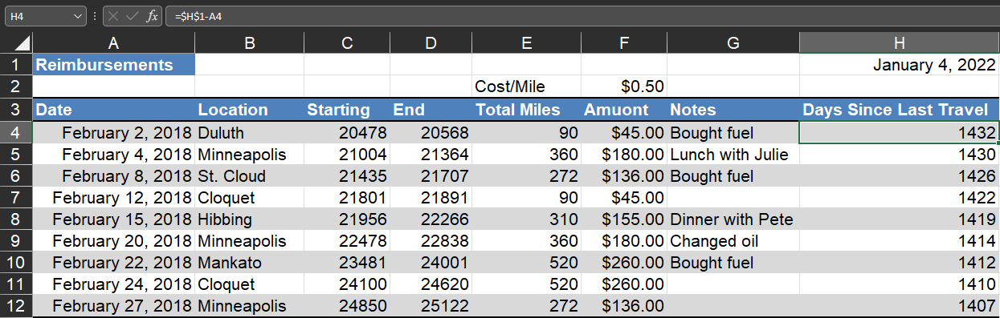 H4 fx =$H$1-A4
A B C D E F G H
1 Reimbursements January 4, 2022
2 Cost/Mile $0.50
3 Date Location Starting End Total Miles Amuont Notes Days Since Last Travel
4 February 2, 2018 Duluth 20478 20568 90 $45.00 Bought fuel 1432
5 February 4, 2018 Minneapolis 21004 21364 360 $180.00 Lunch with Julie 1430
6 February 8, 2018 St. Cloud 21435 21707 272 $136.00 Bought fuel 1426
7 February 12, 2018 Cloquet 21801 21891 90 $45.00 1422
8 February 15, 2018 Hibbing 21956 22266 310 $155.00 Dinner with Pete 1419
9 February 20, 2018 Minneapolis 22478 22838 360 $180.00 Changed oil 1414
10 February 22, 2018 Mankato 23481 24001 520 $260.00 Bought fuel 1412
11 February 24, 2018 Cloquet 24100 24620 520 $260.00 1410
12 February 27, 2018 Minneapolis 24850 25122 272 $136.00 1407